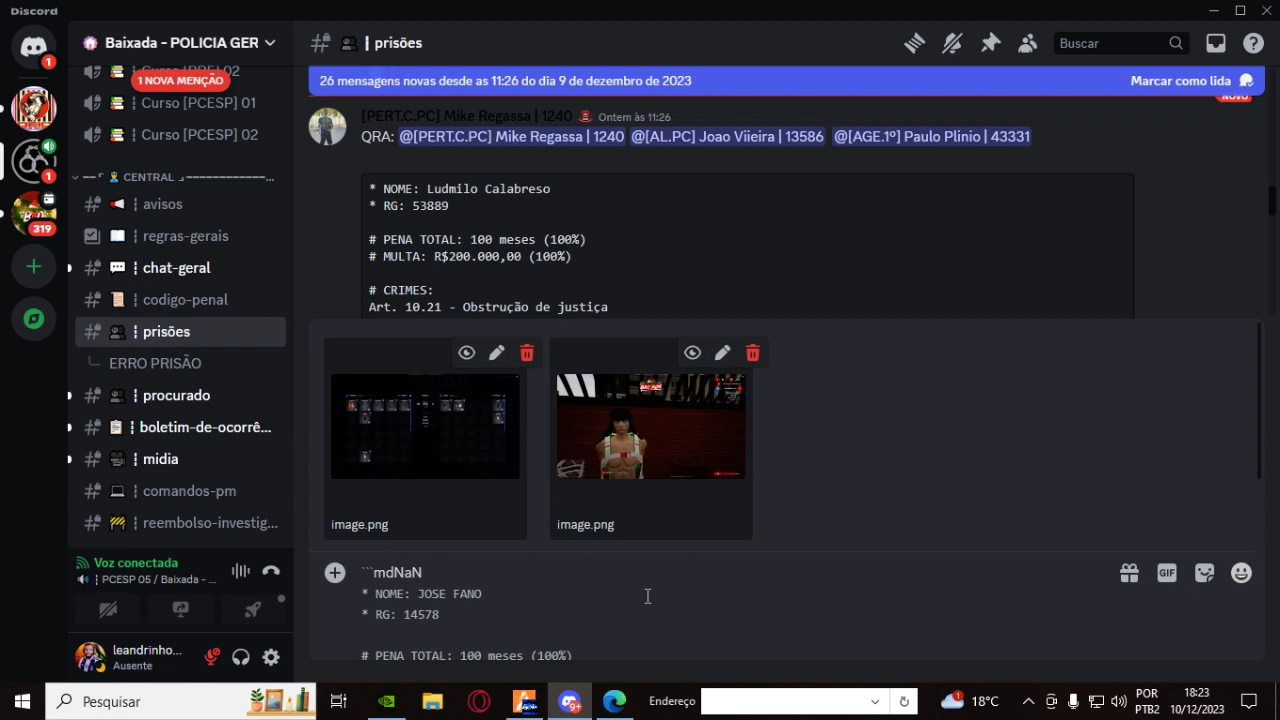 Discord
1
Baixada - POLICIA GER
┆prisões
Buscar
1 NOVA MENÇÃO
┆Curso [PCESP] 01
┆Curso [PCESP] 02
CENTRAL
┆avisos
┆regras-gerais
┆chat-geral
┆codigo-penal
┆prisões
ERRO PRISÃO
┆procurado
┆boletim-de-ocorrê...
┆midia
┆comandos-pm
┆reembolso-investig...
1
319
26 mensagens novas desde as 11:26 do dia 9 de dezembro de 2023
Marcar como lida
NOVO
[PERT.C.PC] Mike Regassa | 1240 Ontem às 11:26
QRA: @[PERT.C.PC] Mike Regassa | 1240 @[AL.PC] Joao Viieira | 13586 @[AGE.1º] Paulo Plinio | 43331
* NOME: Ludmilo Calabreso
* RG: 53889
# PENA TOTAL: 100 meses (100%)
# MULTA: R$200.000,00 (100%)
# CRIMES:
Art. 10.21 - Obstrução de justiça
image.png
image.png
```mdNaN
* NOME: JOSE FANO
* RG: 14578
# PENA TOTAL: 100 meses (100%)
GIF
Voz conectada
┆PCESP 05 / Baixada - ...
leandrinho...
Ausente
Pesquisar
9+
Endereço
1
18°C
POR
PTB2
18:23
10/12/2023